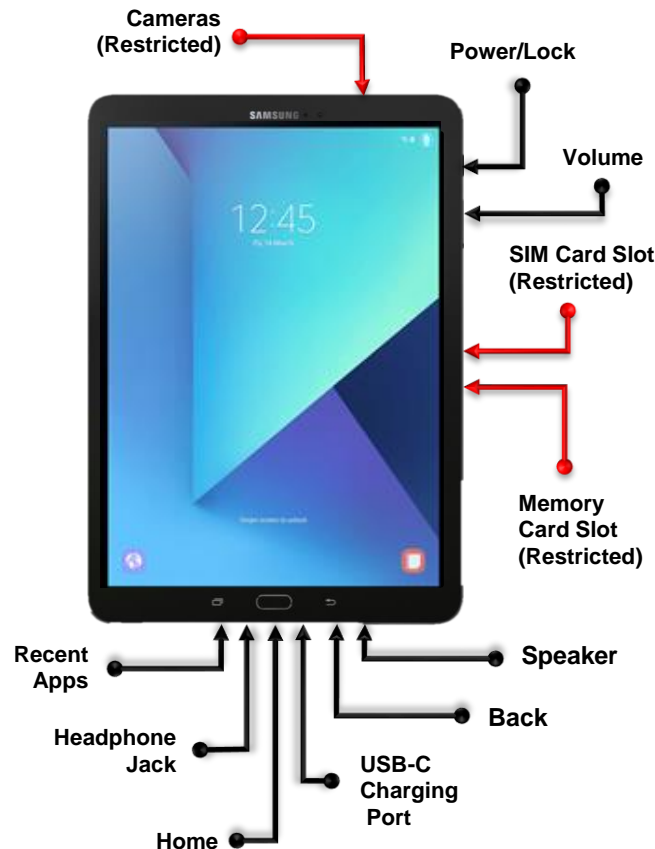 Cameras
(Restricted)
Power/Lock
SAMSUNG
Volume
12:45
SIM Card Slot
(Restricted)
Memory
Card Slot
(Restricted)
Recent
Apps
Speaker
Back
Headphone
Jack
USB-C
Charging
Port
Home